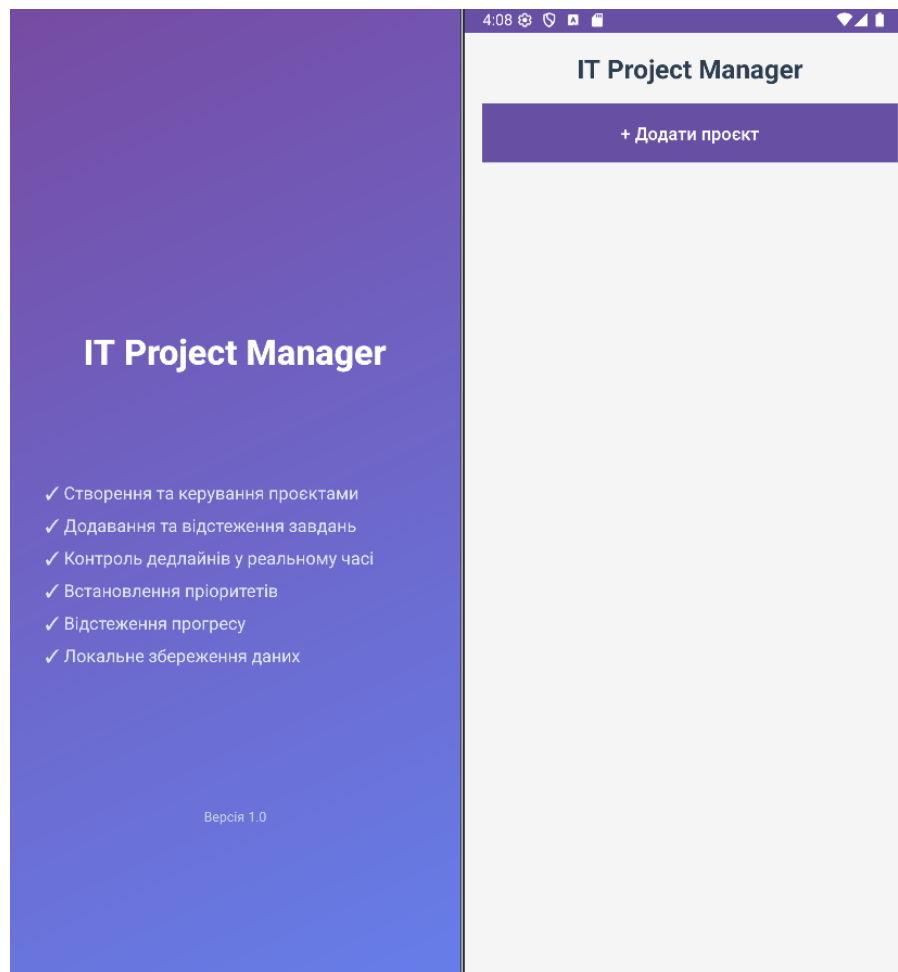 IT Project Manager
✓ Створення та керування проєктами
✓ Додавання та відстеження завдань
✓ Контроль дедлайнів у реальному часі
✓ Встановлення пріоритетів
✓ Відстеження прогресу
✓ Локальне збереження даних
Версія 1.0
4:08
IT Project Manager
+ Додати проєкт